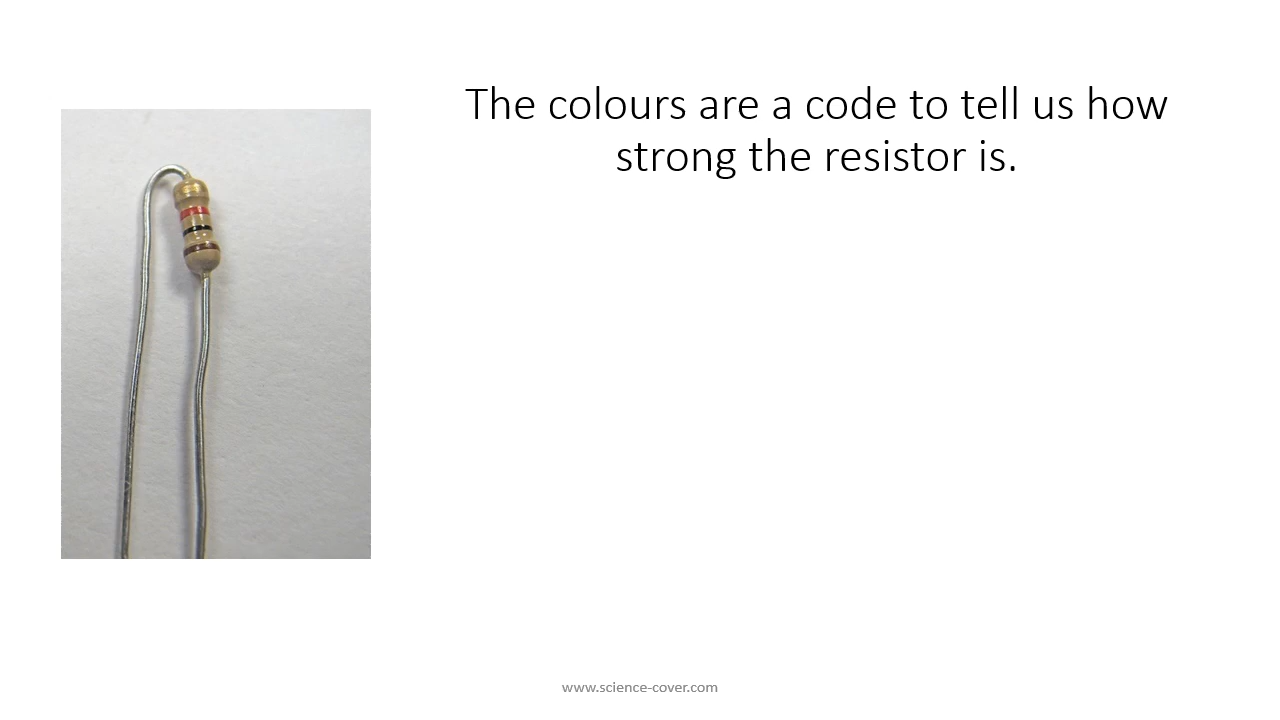 The colours are a code to tell us how
strong the resistor is.
www.science-cover.com